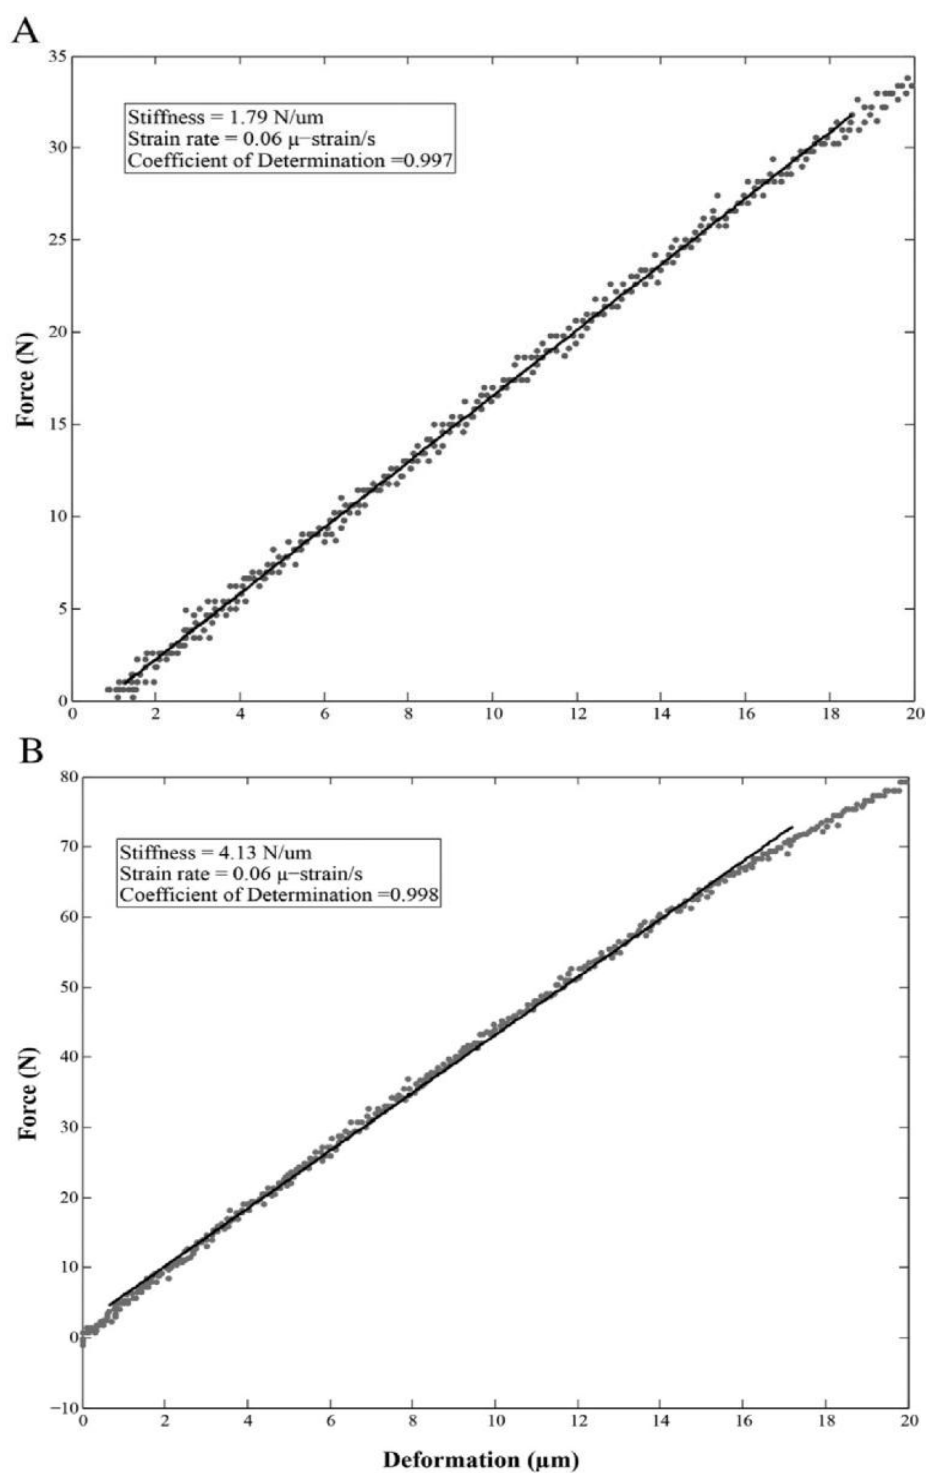 A
35
30
25
20
15
10
5
0
Force (N)
Stiffness = 1.79 N/um
Strain rate = 0.06 μ−strain/s
Coefficient of Determination =0.997
0 2 4 6 8 10 12 14 16 18 20
B
80
70
60
50
40
30
20
10
0
−10
Force (N)
Stiffness = 4.13 N/um
Strain rate = 0.06 μ−strain/s
Coefficient of Determination =0.998
0 2 4 6 8 10 12 14 16 18 20
Deformation (μm)